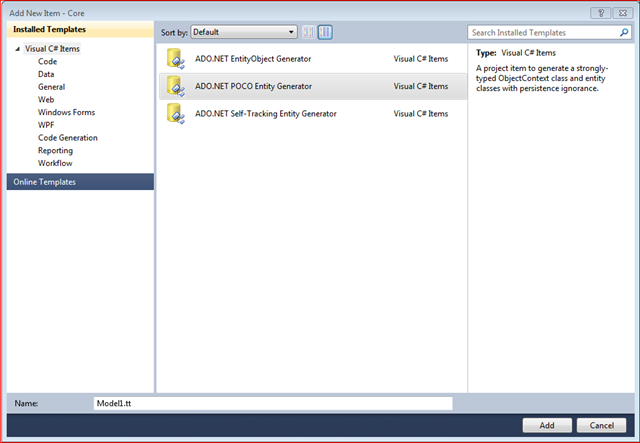 Add New Item - Core
Installed Templates
Visual C# Items
Code
Data
General
Web
Windows Forms
WPF
Code Generation
Reporting
Workflow
Online Templates
Sort by: Default
ADO.NET EntityObject Generator Visual C# Items
ADO.NET POCO Entity Generator Visual C# Items
ADO.NET Self-Tracking Entity Generator Visual C# Items
Search Installed Templates
Type: Visual C# Items
A project item to generate a strongly-
typed ObjectContext class and entity
classes with persistence ignorance.
Name: Model1.tt
Add Cancel